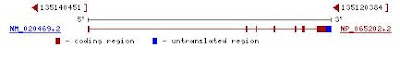 135140451 135120384
5' 3'
NM_020469.2 NP_065202.2
- coding region - untranslated region